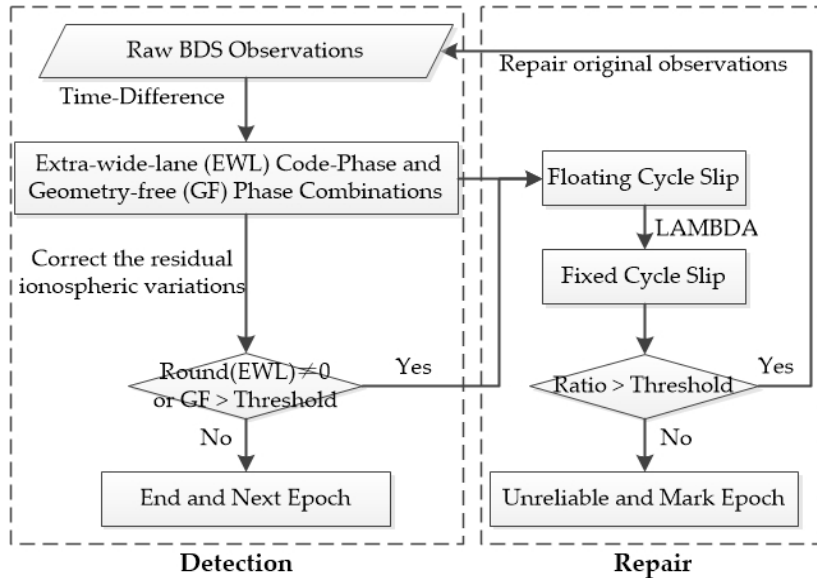 Raw BDS Observations
Repair original observations
Time-Difference
Extra-wide-lane (EWL) Code-Phase and
Geometry-free (GF) Phase Combinations
Floating Cycle Slip
LAMBDA
Correct the residual
ionospheric variations
Fixed Cycle Slip
Round(EWL)≠0
or GF > Threshold
Yes
Ratio > Threshold
Yes
No
No
End and Next Epoch
Unreliable and Mark Epoch
Detection
Repair